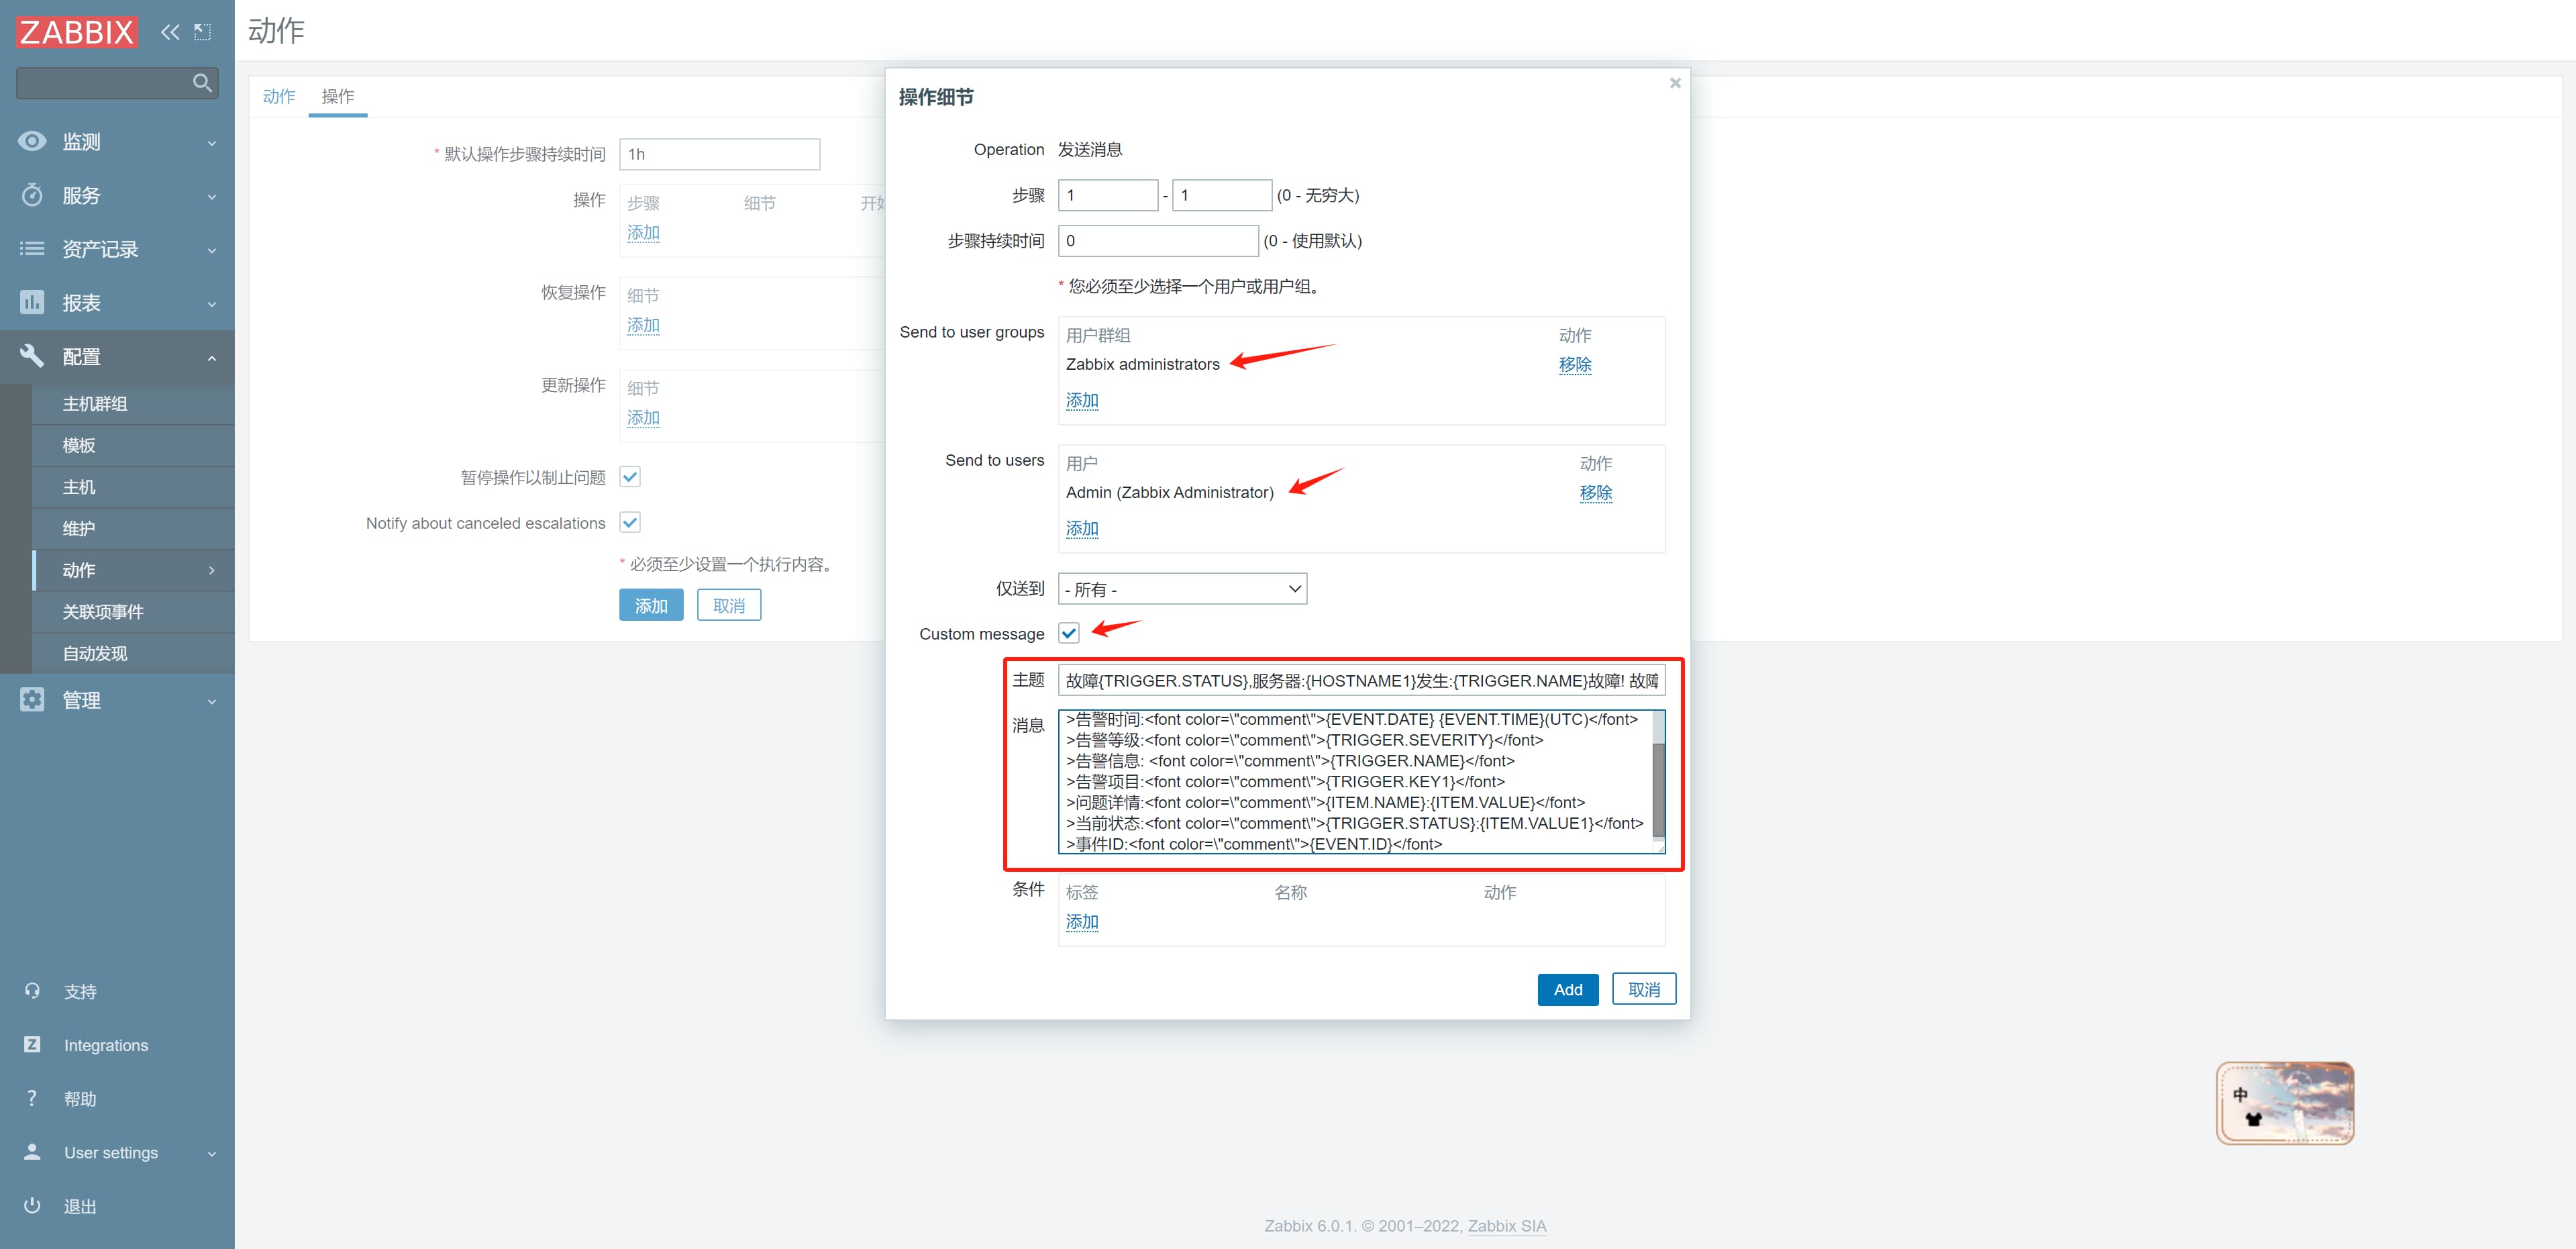 ZABBIX
监测
服务
资产记录
报表
配置
主机群组
模板
主机
维护
动作
关联项事件
自动发现
管理
支持
Integrations
帮助
User settings
退出
动作
动作 操作
* 默认操作步骤持续时间 1h
操作 步骤 细节 开始
添加
恢复操作 细节
添加
更新操作 细节
添加
暂停操作以制止问题
Notify about canceled escalations
* 必须至少设置一个执行内容。
添加 取消
操作细节
Operation 发送消息
步骤 1 - 1 (0 - 无穷大)
步骤持续时间 0 (0 - 使用默认)
* 您必须至少选择一个用户或用户组。
Send to user groups 用户群组 动作
Zabbix administrators 移除
添加
Send to users 用户 动作
Admin (Zabbix Administrator) 移除
添加
仅送到 - 所有 -
Custom message
主题 故障{TRIGGER.STATUS},服务器:{HOSTNAME1}发生:{TRIGGER.NAME}故障! 故障
消息 >告警时间:<font color=\"comment\">{EVENT.DATE} {EVENT.TIME}(UTC)</font>
>告警等级:<font color=\"comment\">{TRIGGER.SEVERITY}</font>
>告警信息: <font color=\"comment\">{TRIGGER.NAME}</font>
>告警项目:<font color=\"comment\">{TRIGGER.KEY1}</font>
>问题详情:<font color=\"comment\">{ITEM.NAME}:{ITEM.VALUE}</font>
>当前状态:<font color=\"comment\">{TRIGGER.STATUS}:{ITEM.VALUE1}</font>
>事件ID:<font color=\"comment\">{EVENT.ID}</font>
条件 标签 名称 动作
添加
Add 取消
中
Zabbix 6.0.1. © 2001–2022, Zabbix SIA